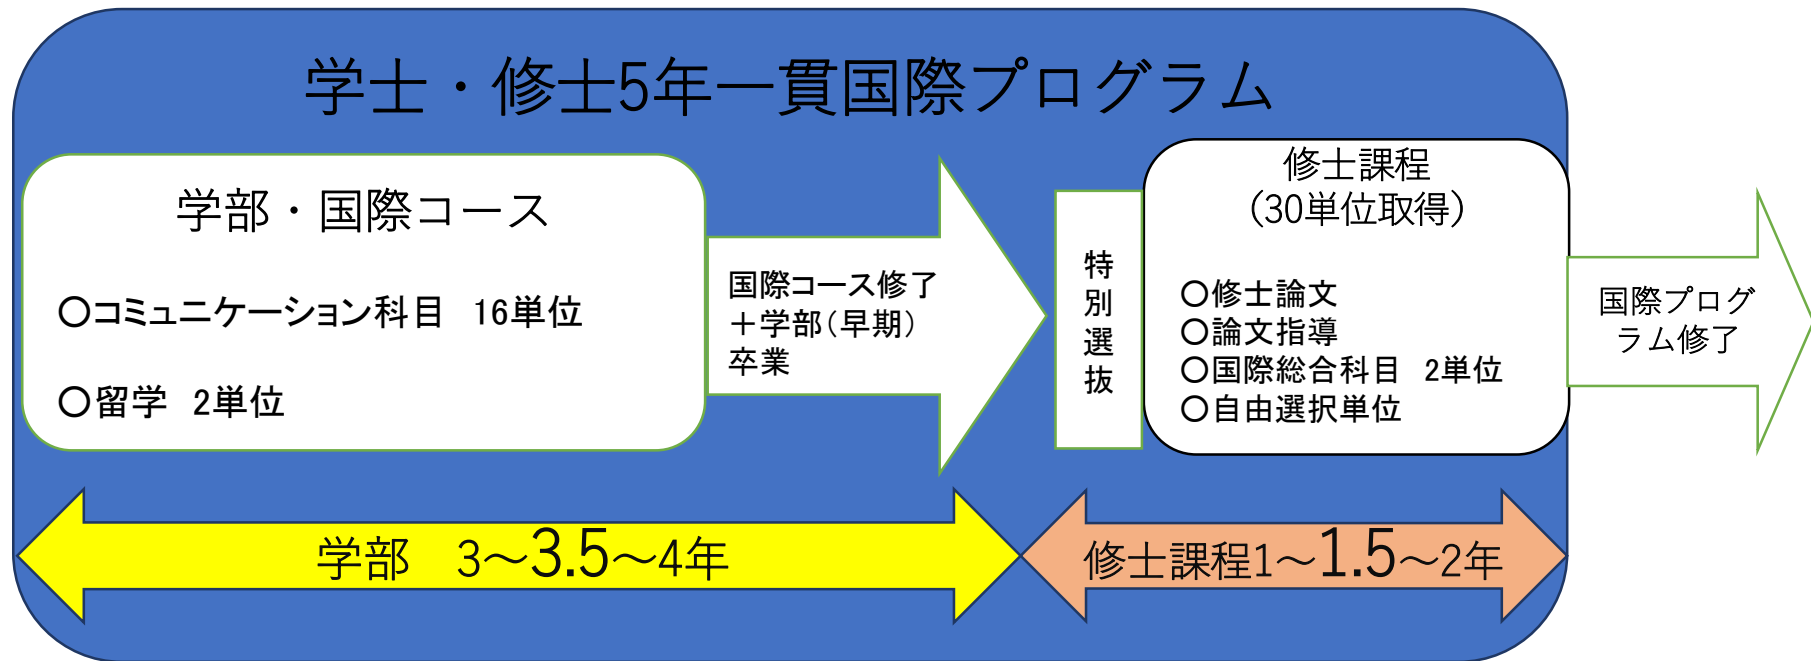 学士・修士5年一貫国際プログラム
学部・国際コース
〇コミュニケーション科目　16単位
〇留学　2単位
国際コース修了
＋学部（早期）
卒業
特
別
選
抜
修士課程
（30単位取得）
〇修士論文
〇論文指導
〇国際総合科目　2単位
〇自由選択単位
国際プログ
ラム修了
学部　3～3.5～4年
修士課程1～1.5～2年